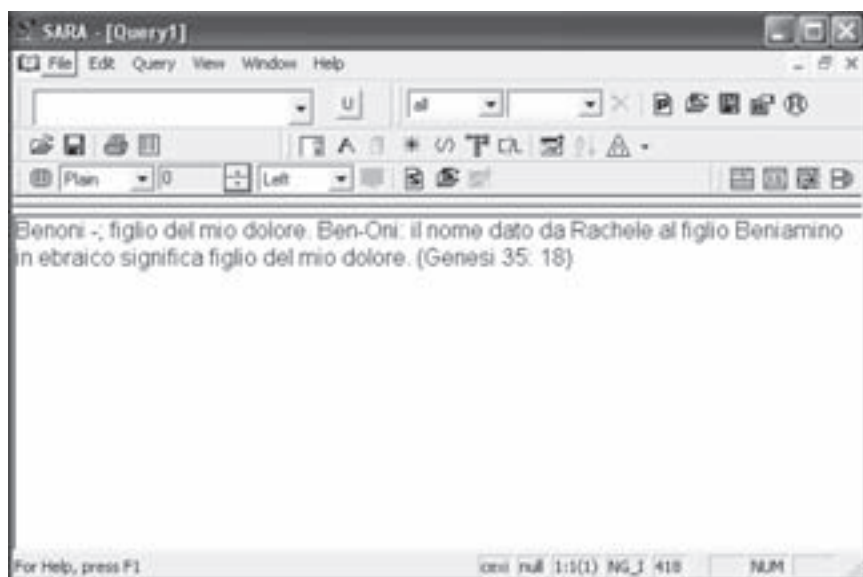 SARA - [Query1]
File Edit Query View Window Help
U all
Plain 0 Left
Benoni -; figlio del mio dolore. Ben-Oni: il nome dato da Rachele al figlio Beniamino
in ebraico significa figlio del mio dolore. (Genesi 35: 18)
For Help, press F1 null 1:1(1) NG_I 418 NUM